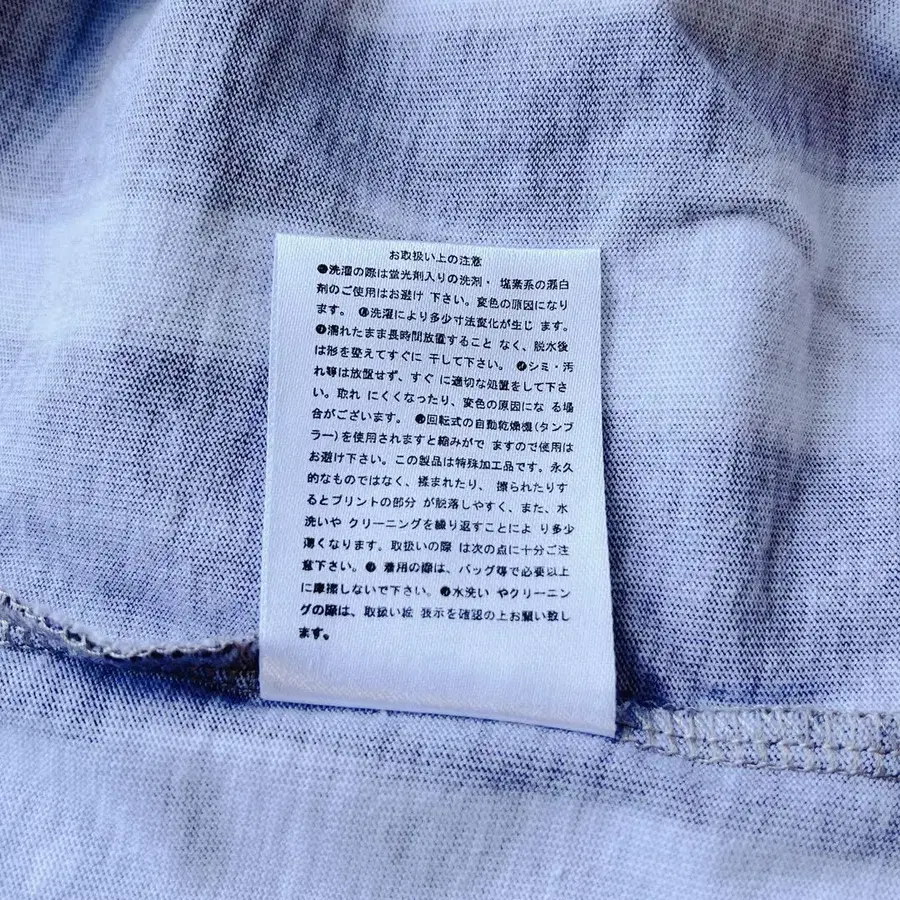 お取扱い上の注意
●洗濯の際は蛍光剤入りの洗剤・ 塩素系の漂白
剤のご使用はお避け 下さい。変色の原因になり
ます。 ●洗濯により多少寸法変化が生じ ます。
●濡れたまま長時間放置すること なく、脱水後
は形を整えてすぐに 干して下さい。 ●シミ・汚
れ等は放置せず、すぐ に適切な処置をして下さ
い。取れ にくくなったり、変色の原因にな る場
合がございます。 ●回転式の自動乾燥機(タンブ
ラー)を使用されますと縮みがで ますので使用は
お避け下さい。この製品は特殊加工品です。永久
的なものではなく、揉まれたり、 擦られたりす
るとプリントの部分 が脱落しやすく、また、水
洗いや クリーニングを繰り返すことによ り多少
薄くなります。取扱いの際 は次の点に十分ご注
意下さい。● 着用の際は、バッグ等で必要以上
に摩擦しないで下さい。●水洗い やクリーニン
グの際は、取扱い絵 表示を確認の上お願い致し
ます。